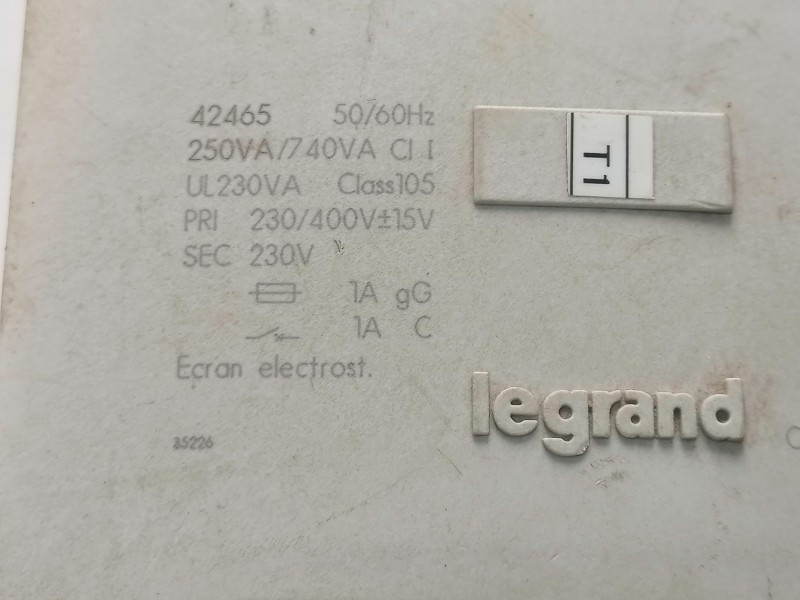 42465 50/60Hz
250VA/740VA Cl I
UL230VA Class105
PRI 230/400V±15V
SEC 230V
1A gG
1A C
Ecran electrost.
35226
T1
legrand